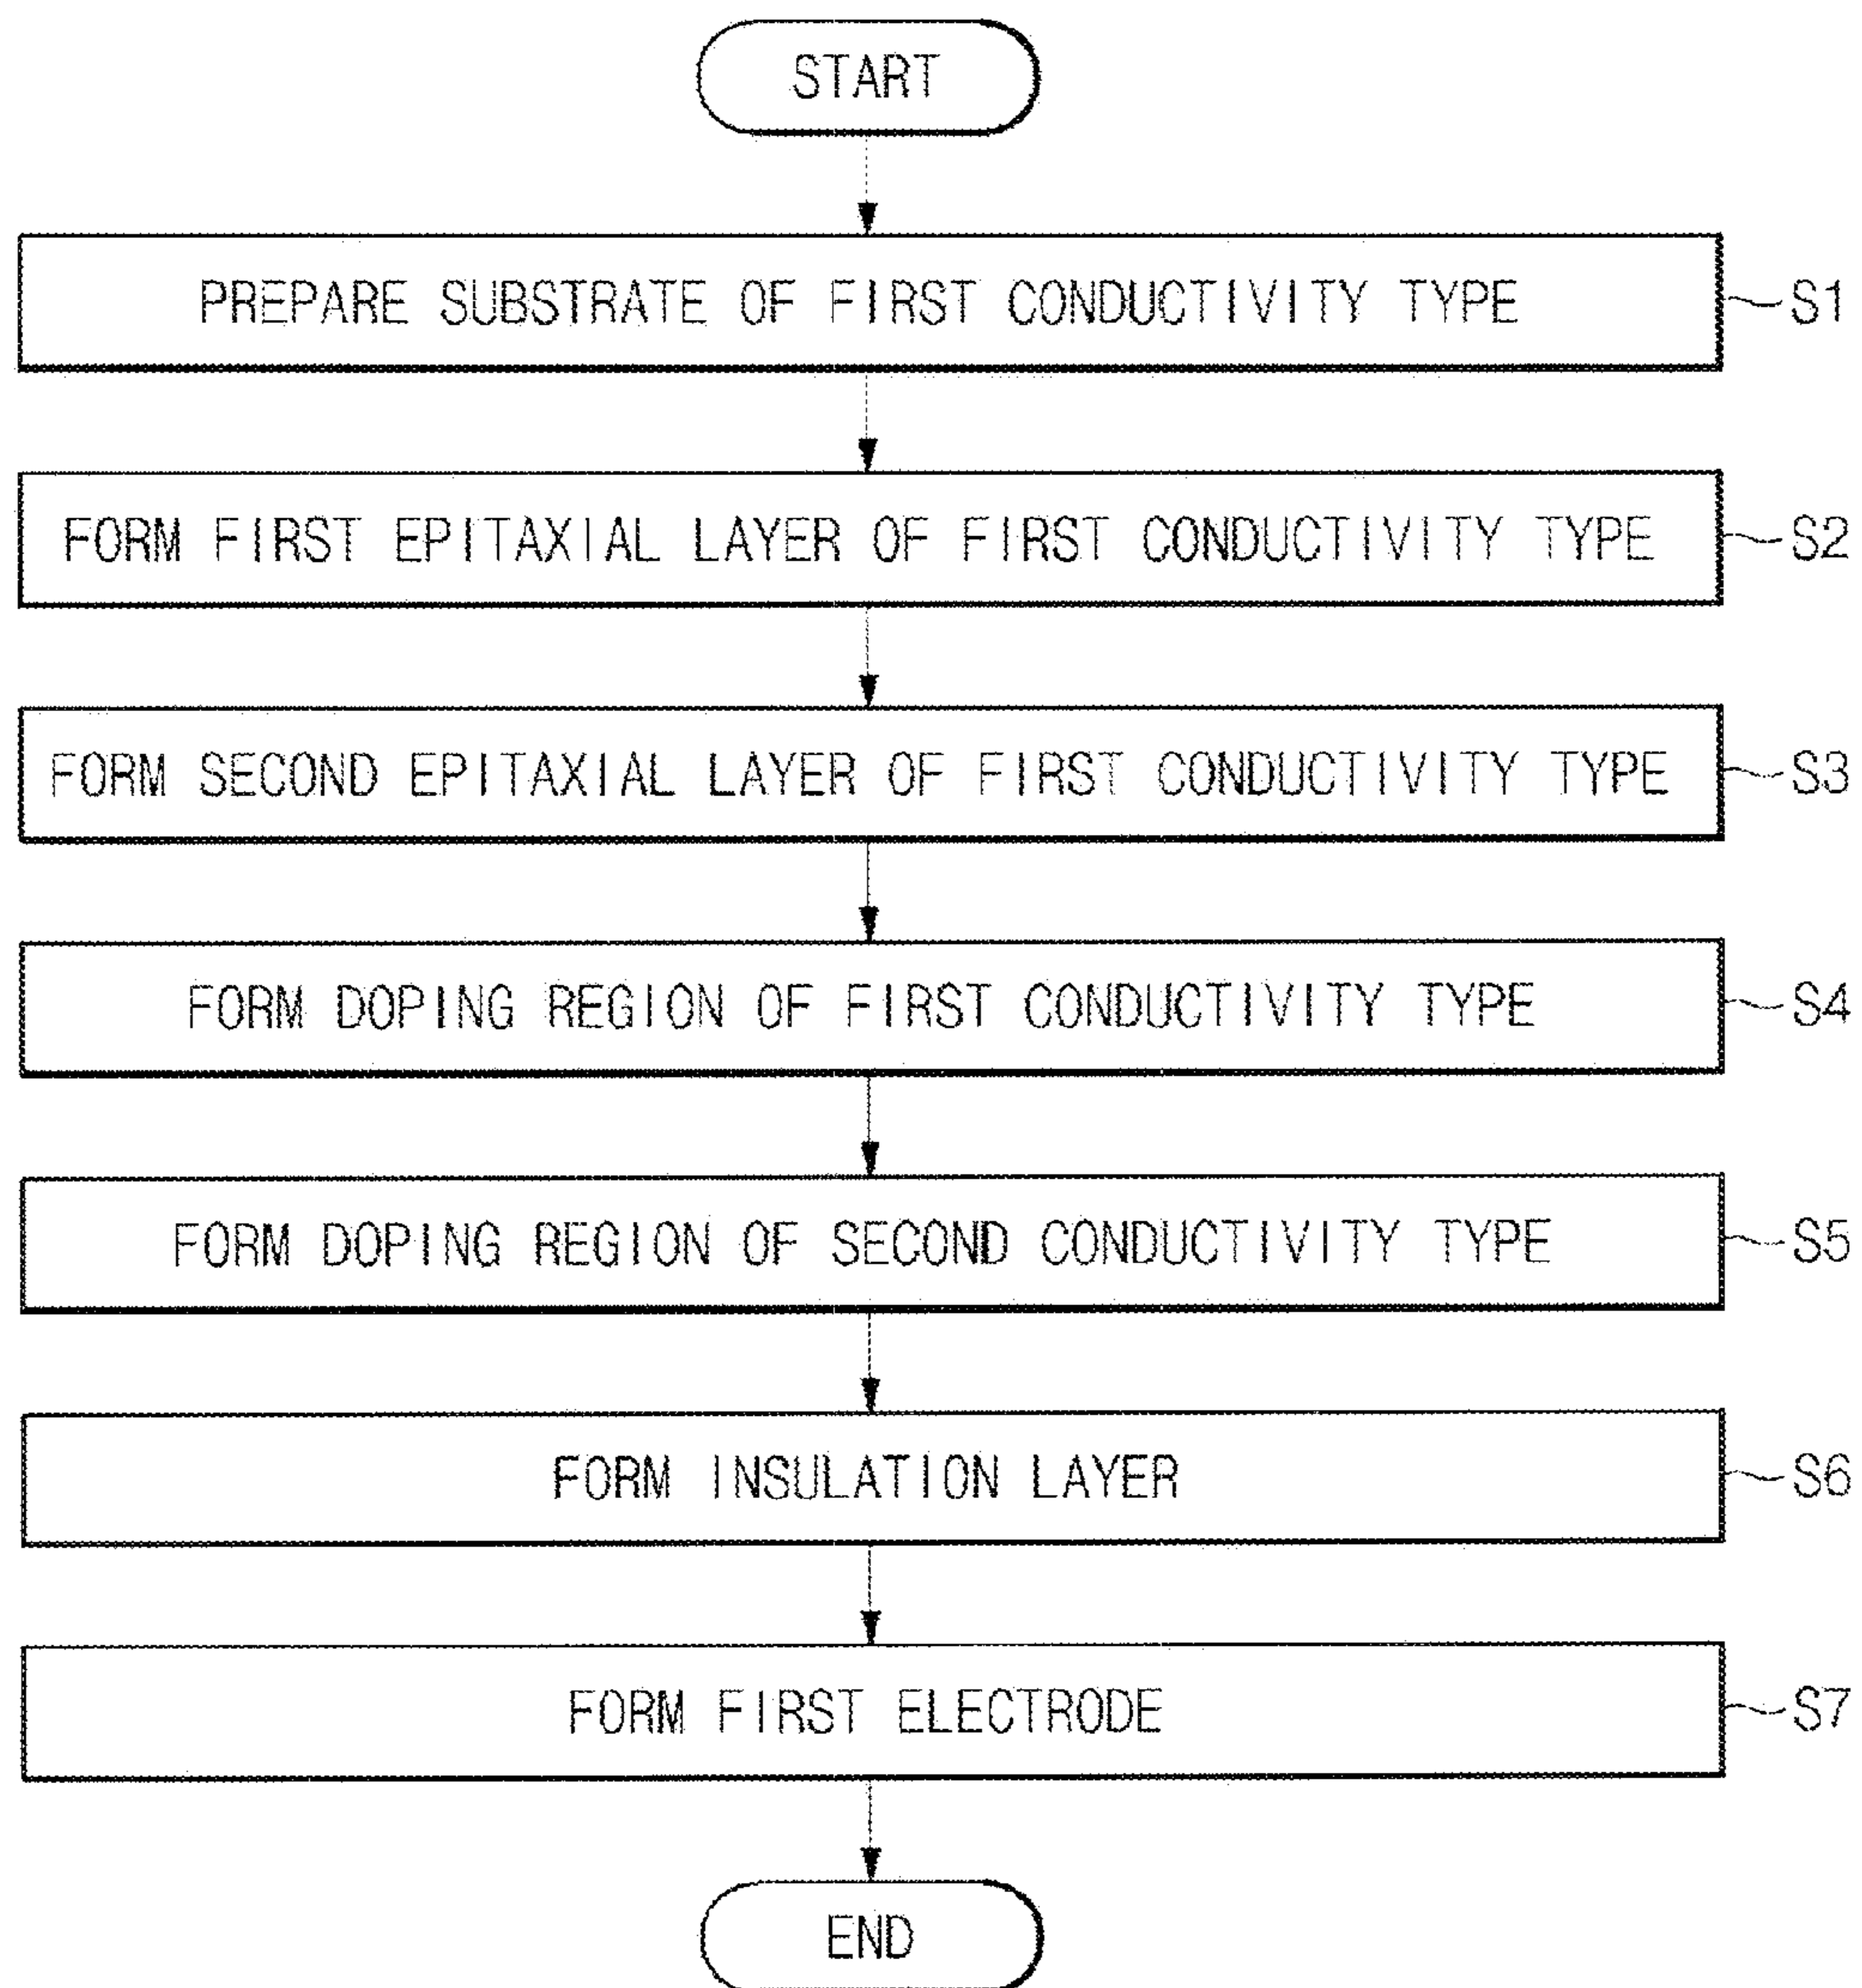 START
PREPARE SUBSTRATE OF FIRST CONDUCTIVITY TYPE
S1
FORM FIRST EPITAXIAL LAYER OF FIRST CONDUCTIVITY TYPE
S2
FORM SECOND EPITAXIAL LAYER OF FIRST CONDUCTIVITY TYPE
S3
FORM DOPING REGION OF FIRST CONDUCTIVITY TYPE
S4
FORM DOPING REGION OF SECOND CONDUCTIVITY TYPE
S5
FORM INSULATION LAYER
S6
FORM FIRST ELECTRODE
S7
END